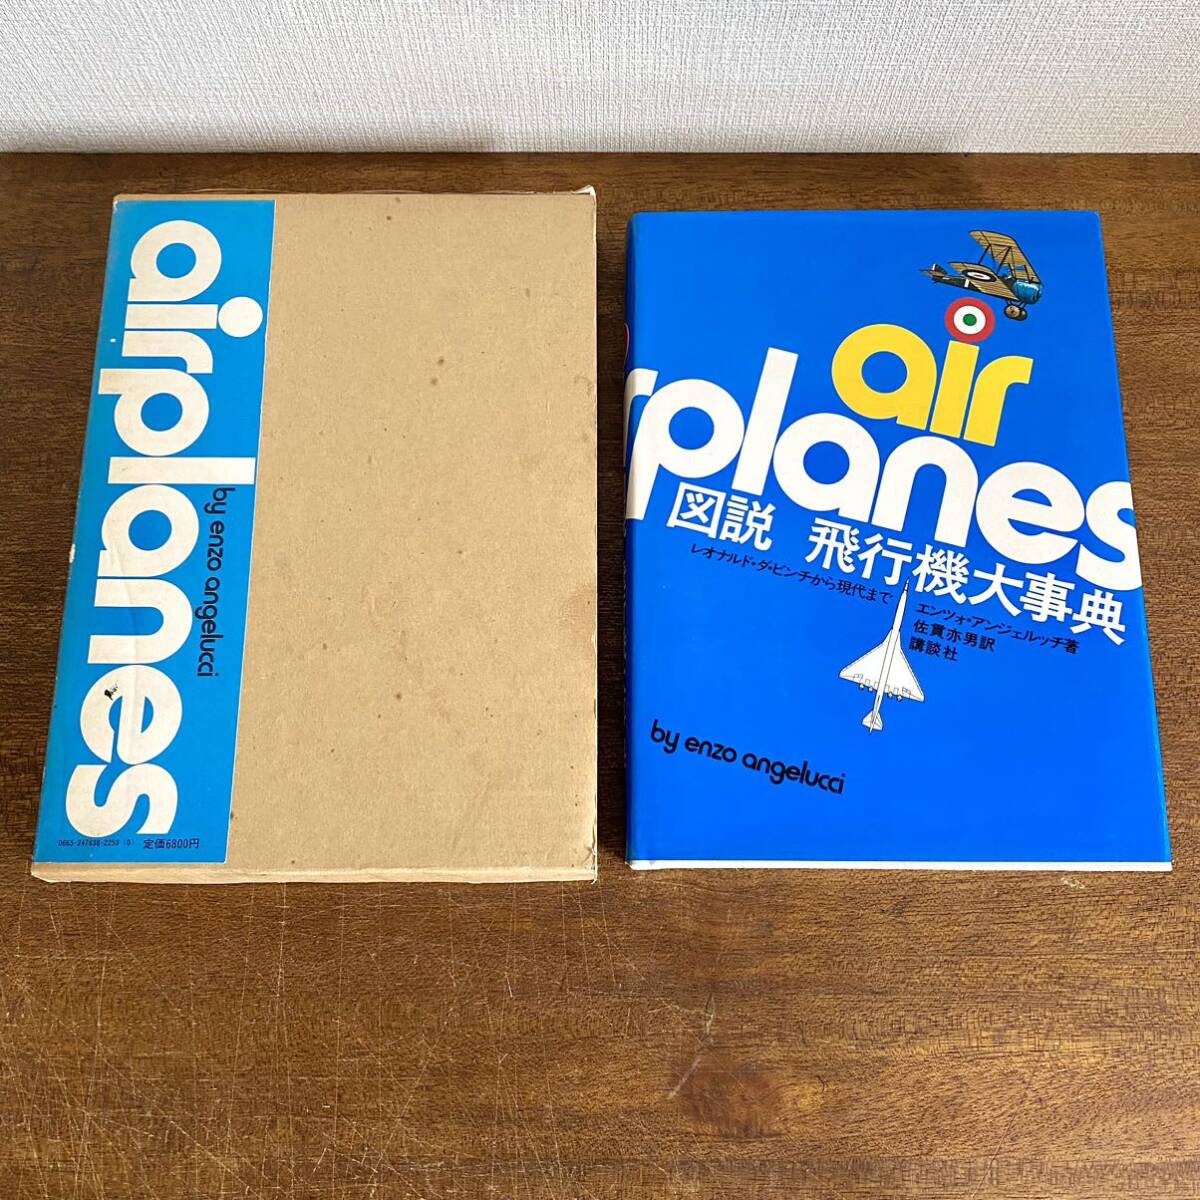 airplanes
by enzo angelucci
0665-247638-2253 (0) 定価6800円
air
rplanes
図説 飛行機大事典
レオナルド・ダ・ビンチから現代まで
エンツォ・アンジェルッチ著
佐貫亦男訳
講談社
by enzo angelucci